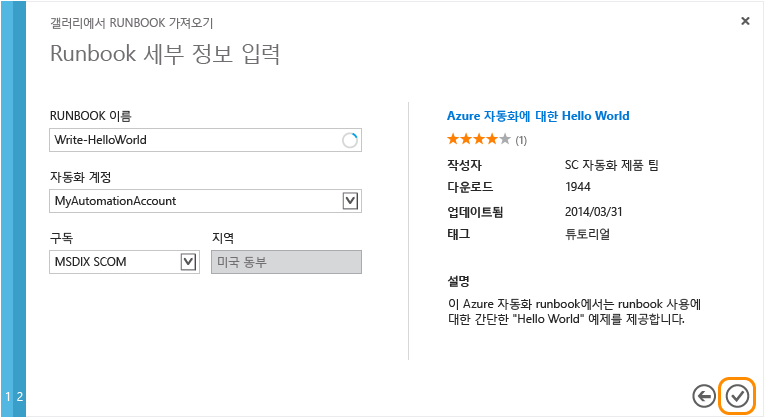 갤러리에서 RUNBOOK 가져오기
Runbook 세부 정보 입력
RUNBOOK 이름
Write-HelloWorld
자동화 계정
MyAutomationAccount
구독
지역
MSDIX SCOM
미국 동부
Azure 자동화에 대한 Hello World
(1)
작성자 SC 자동화 제품 팀
다운로드 1944
업데이트됨 2014/03/31
태그 튜토리얼
설명
이 Azure 자동화 runbook에서는 runbook 사용에
대한 간단한 "Hello World" 예제를 제공합니다.
1 2